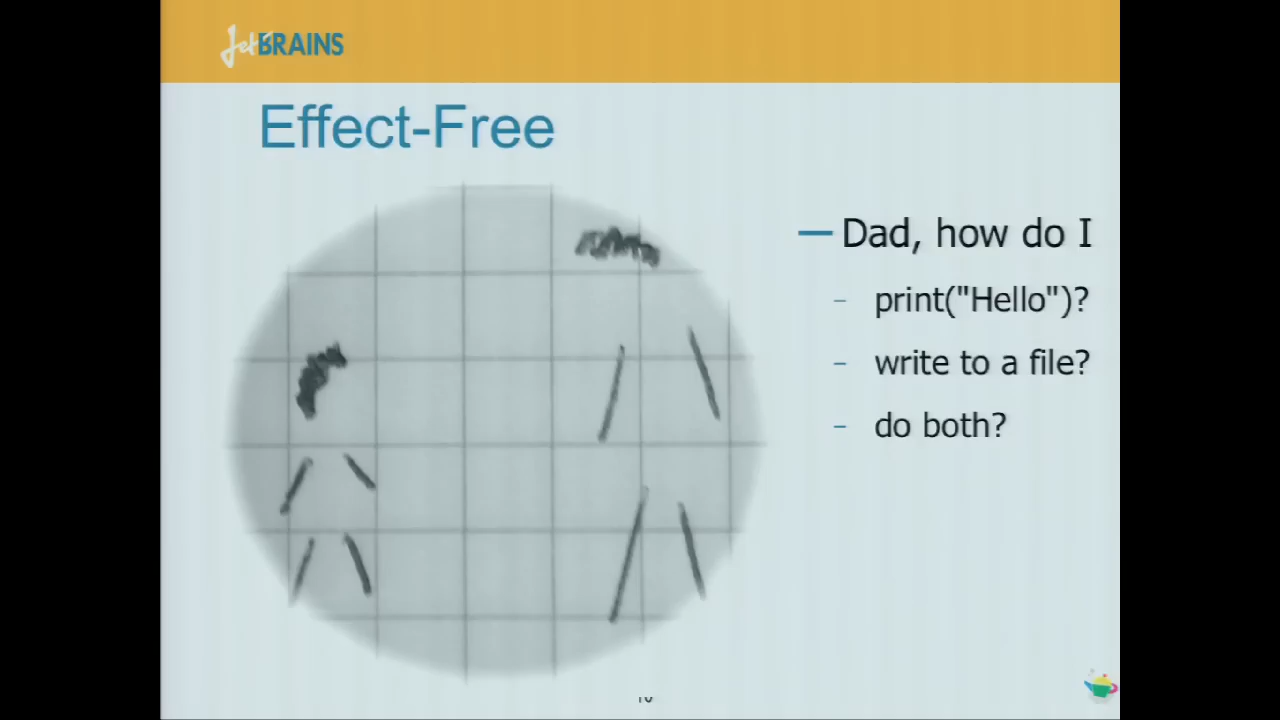 JetBRAINS
Effect-Free
— Dad, how do I
- print("Hello")?
- write to a file?
- do both?